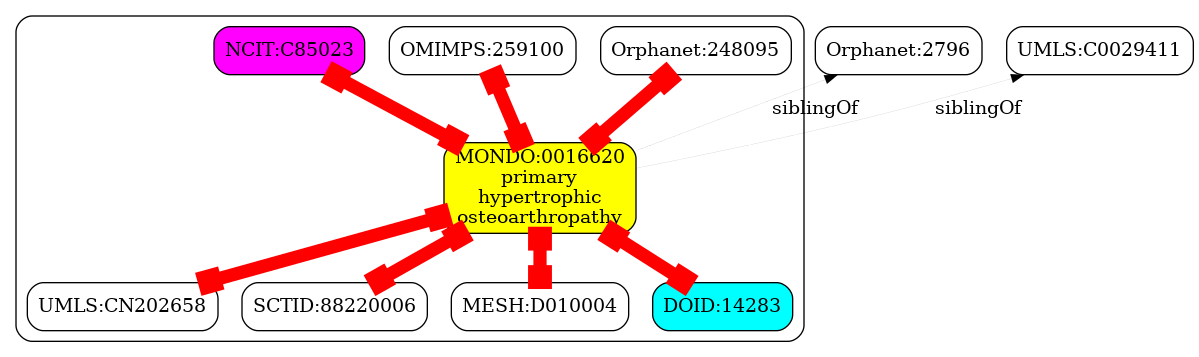 NCIT:C85023
OMIMPS:259100
Orphanet:248095
Orphanet:2796
UMLS:C0029411
siblingOf
siblingOf
MONDO:0016620
primary
hypertrophic
osteoarthropathy
UMLS:CN202658
SCTID:88220006
MESH:D010004
DOID:14283